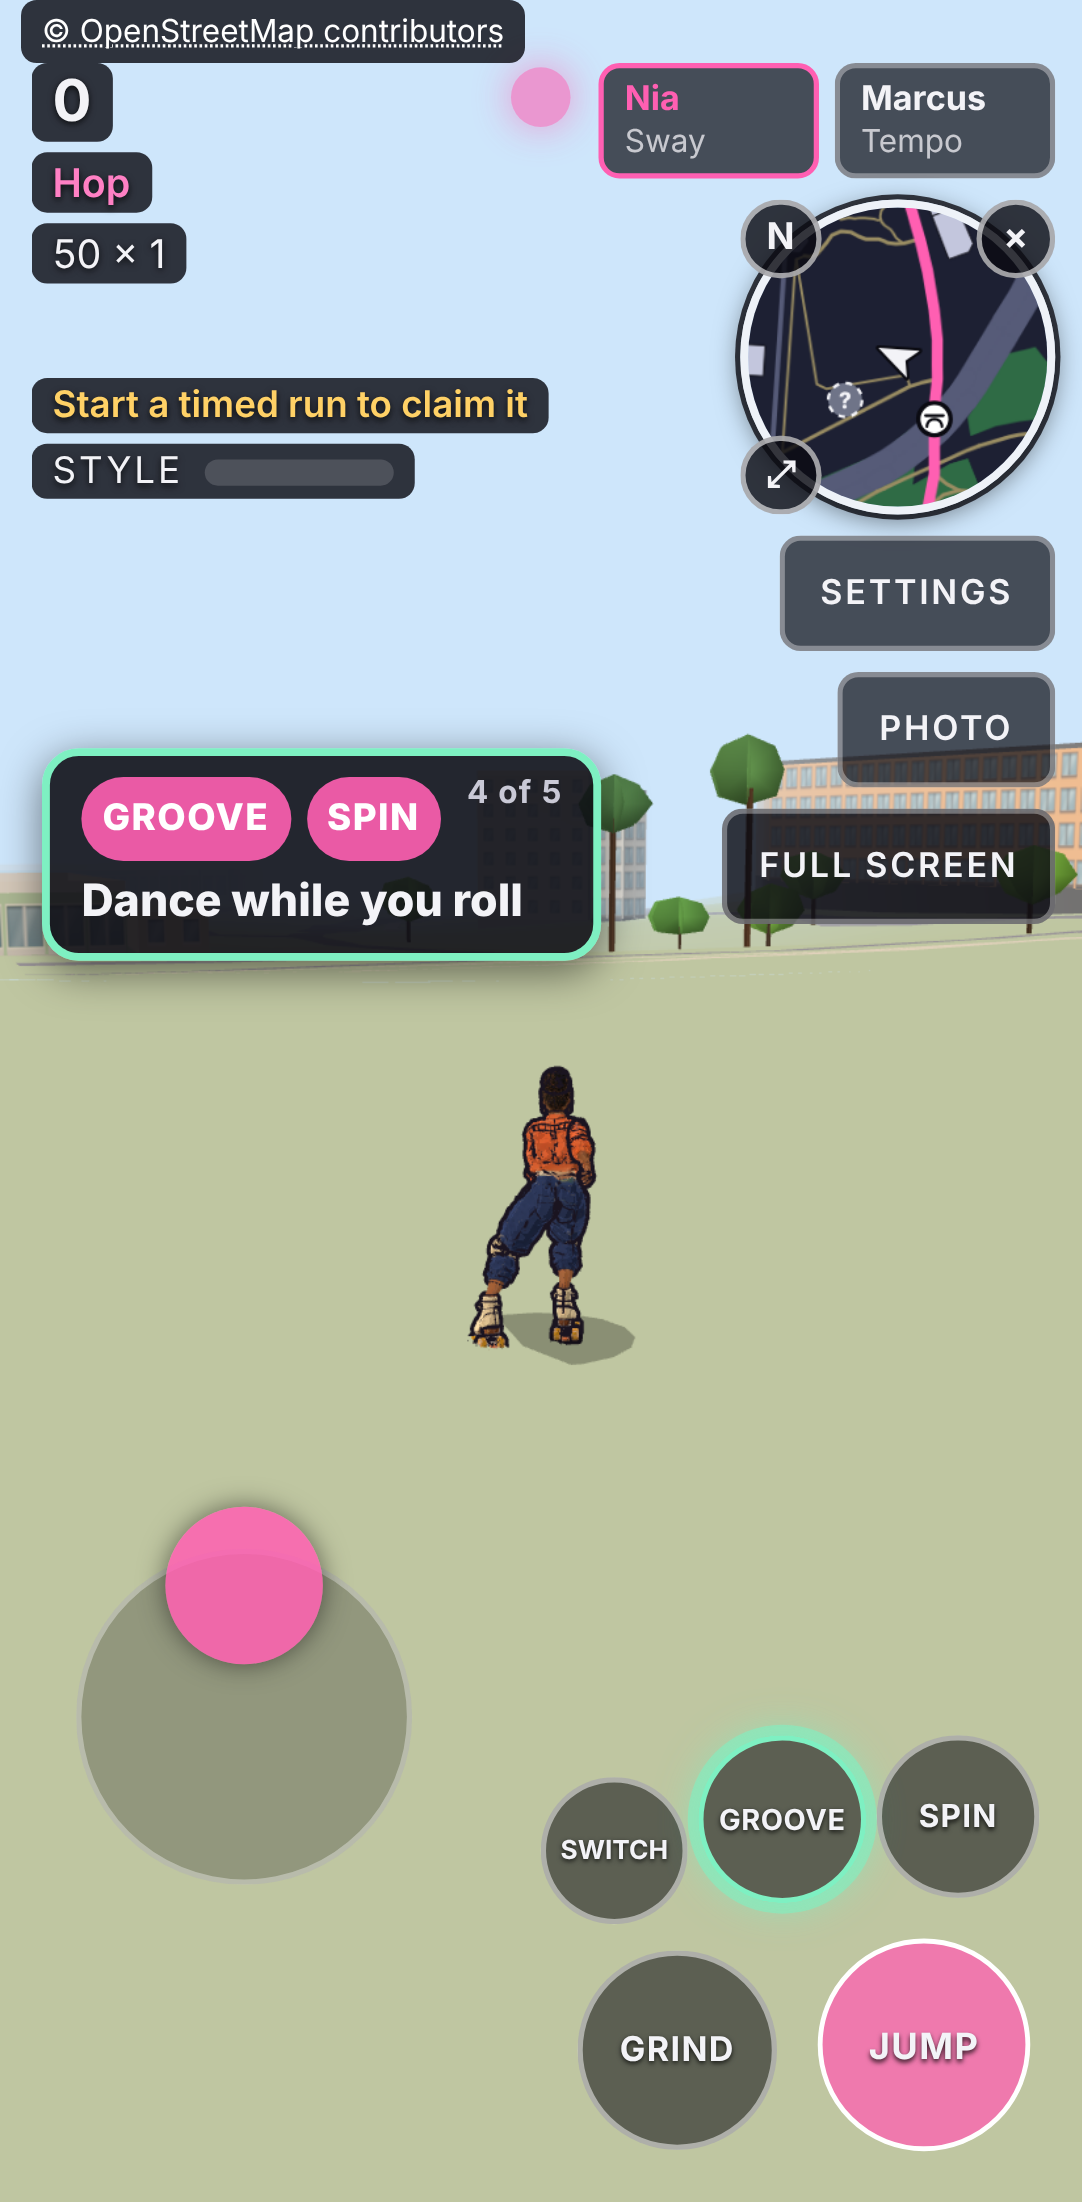 © OpenStreetMap contributors
0
Hop
50 × 1
Nia
Sway
Marcus
Tempo
N
×
?
Start a timed run to claim it
STYLE
SETTINGS
PHOTO
FULL SCREEN
GROOVE SPIN 4 of 5
Dance while you roll
SWITCH
GROOVE
SPIN
GRIND
JUMP